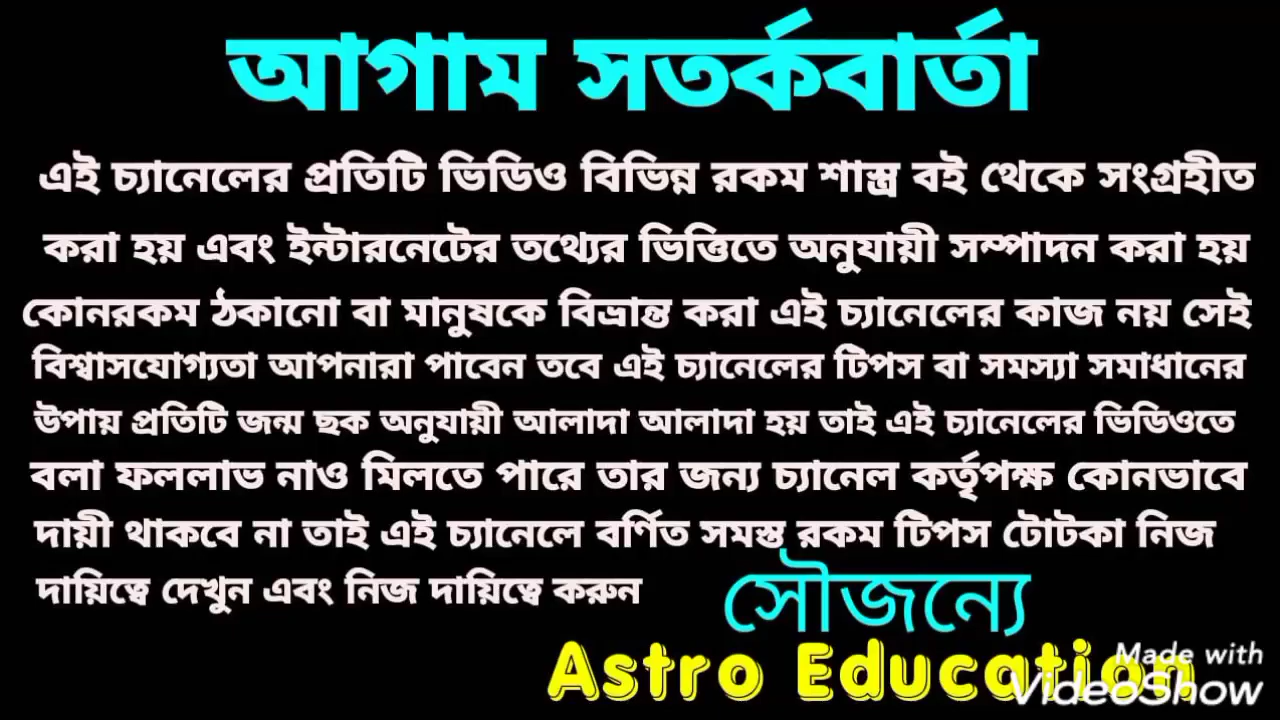 আগাম সতর্কবার্তা
এই চ্যানেলের প্রতিটি ভিডিও বিভিন্ন রকম শাস্ত্র বই থেকে সংগ্রহীত
করা হয় এবং ইন্টারনেটের তথ্যের ভিত্তিতে অনুযায়ী সম্পাদন করা হয়
কোনরকম ঠকানো বা মানুষকে বিভ্রান্ত করা এই চ্যানেলের কাজ নয় সেই
বিশ্বাসযোগ্যতা আপনারা পাবেন তবে এই চ্যানেলের টিপস বা সমস্যা সমাধানের
উপায় প্রতিটি জন্ম ছক অনুযায়ী আলাদা আলাদা হয় তাই এই চ্যানেলের ভিডিওতে
বলা ফললাভ নাও মিলতে পারে তার জন্য চ্যানেল কর্তৃপক্ষ কোনভাবে
দায়ী থাকবে না তাই এই চ্যানেলে বর্ণিত সমস্ত রকম টিপস টোটকা নিজ
দায়িত্বে দেখুন এবং নিজ দায়িত্বে করুন
সৌজন্যে
Astro Education
Made with
VideoShow